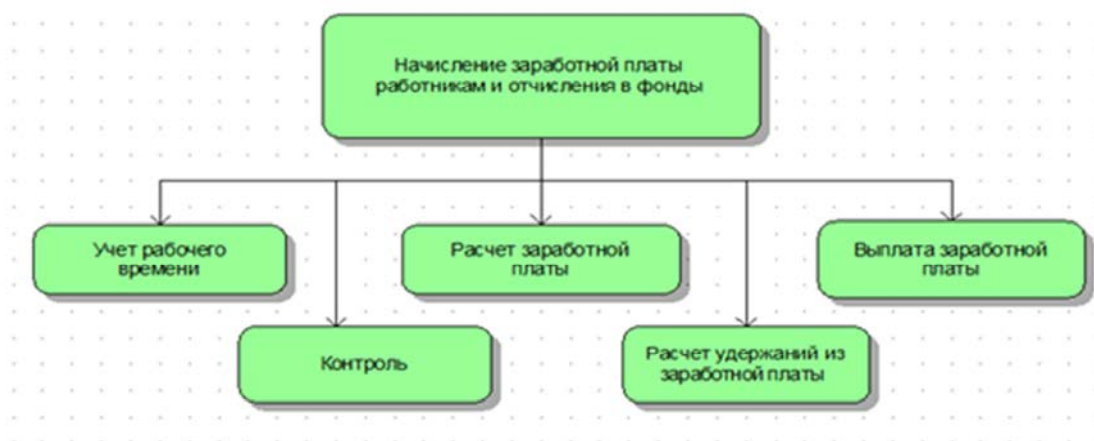 Начисление заработной платы
работникам и отчисления в фонды
Учет рабочего
времени
Расчет заработной
платы
Выплата заработной
платы
Контроль
Расчет удержаний из
заработной платы